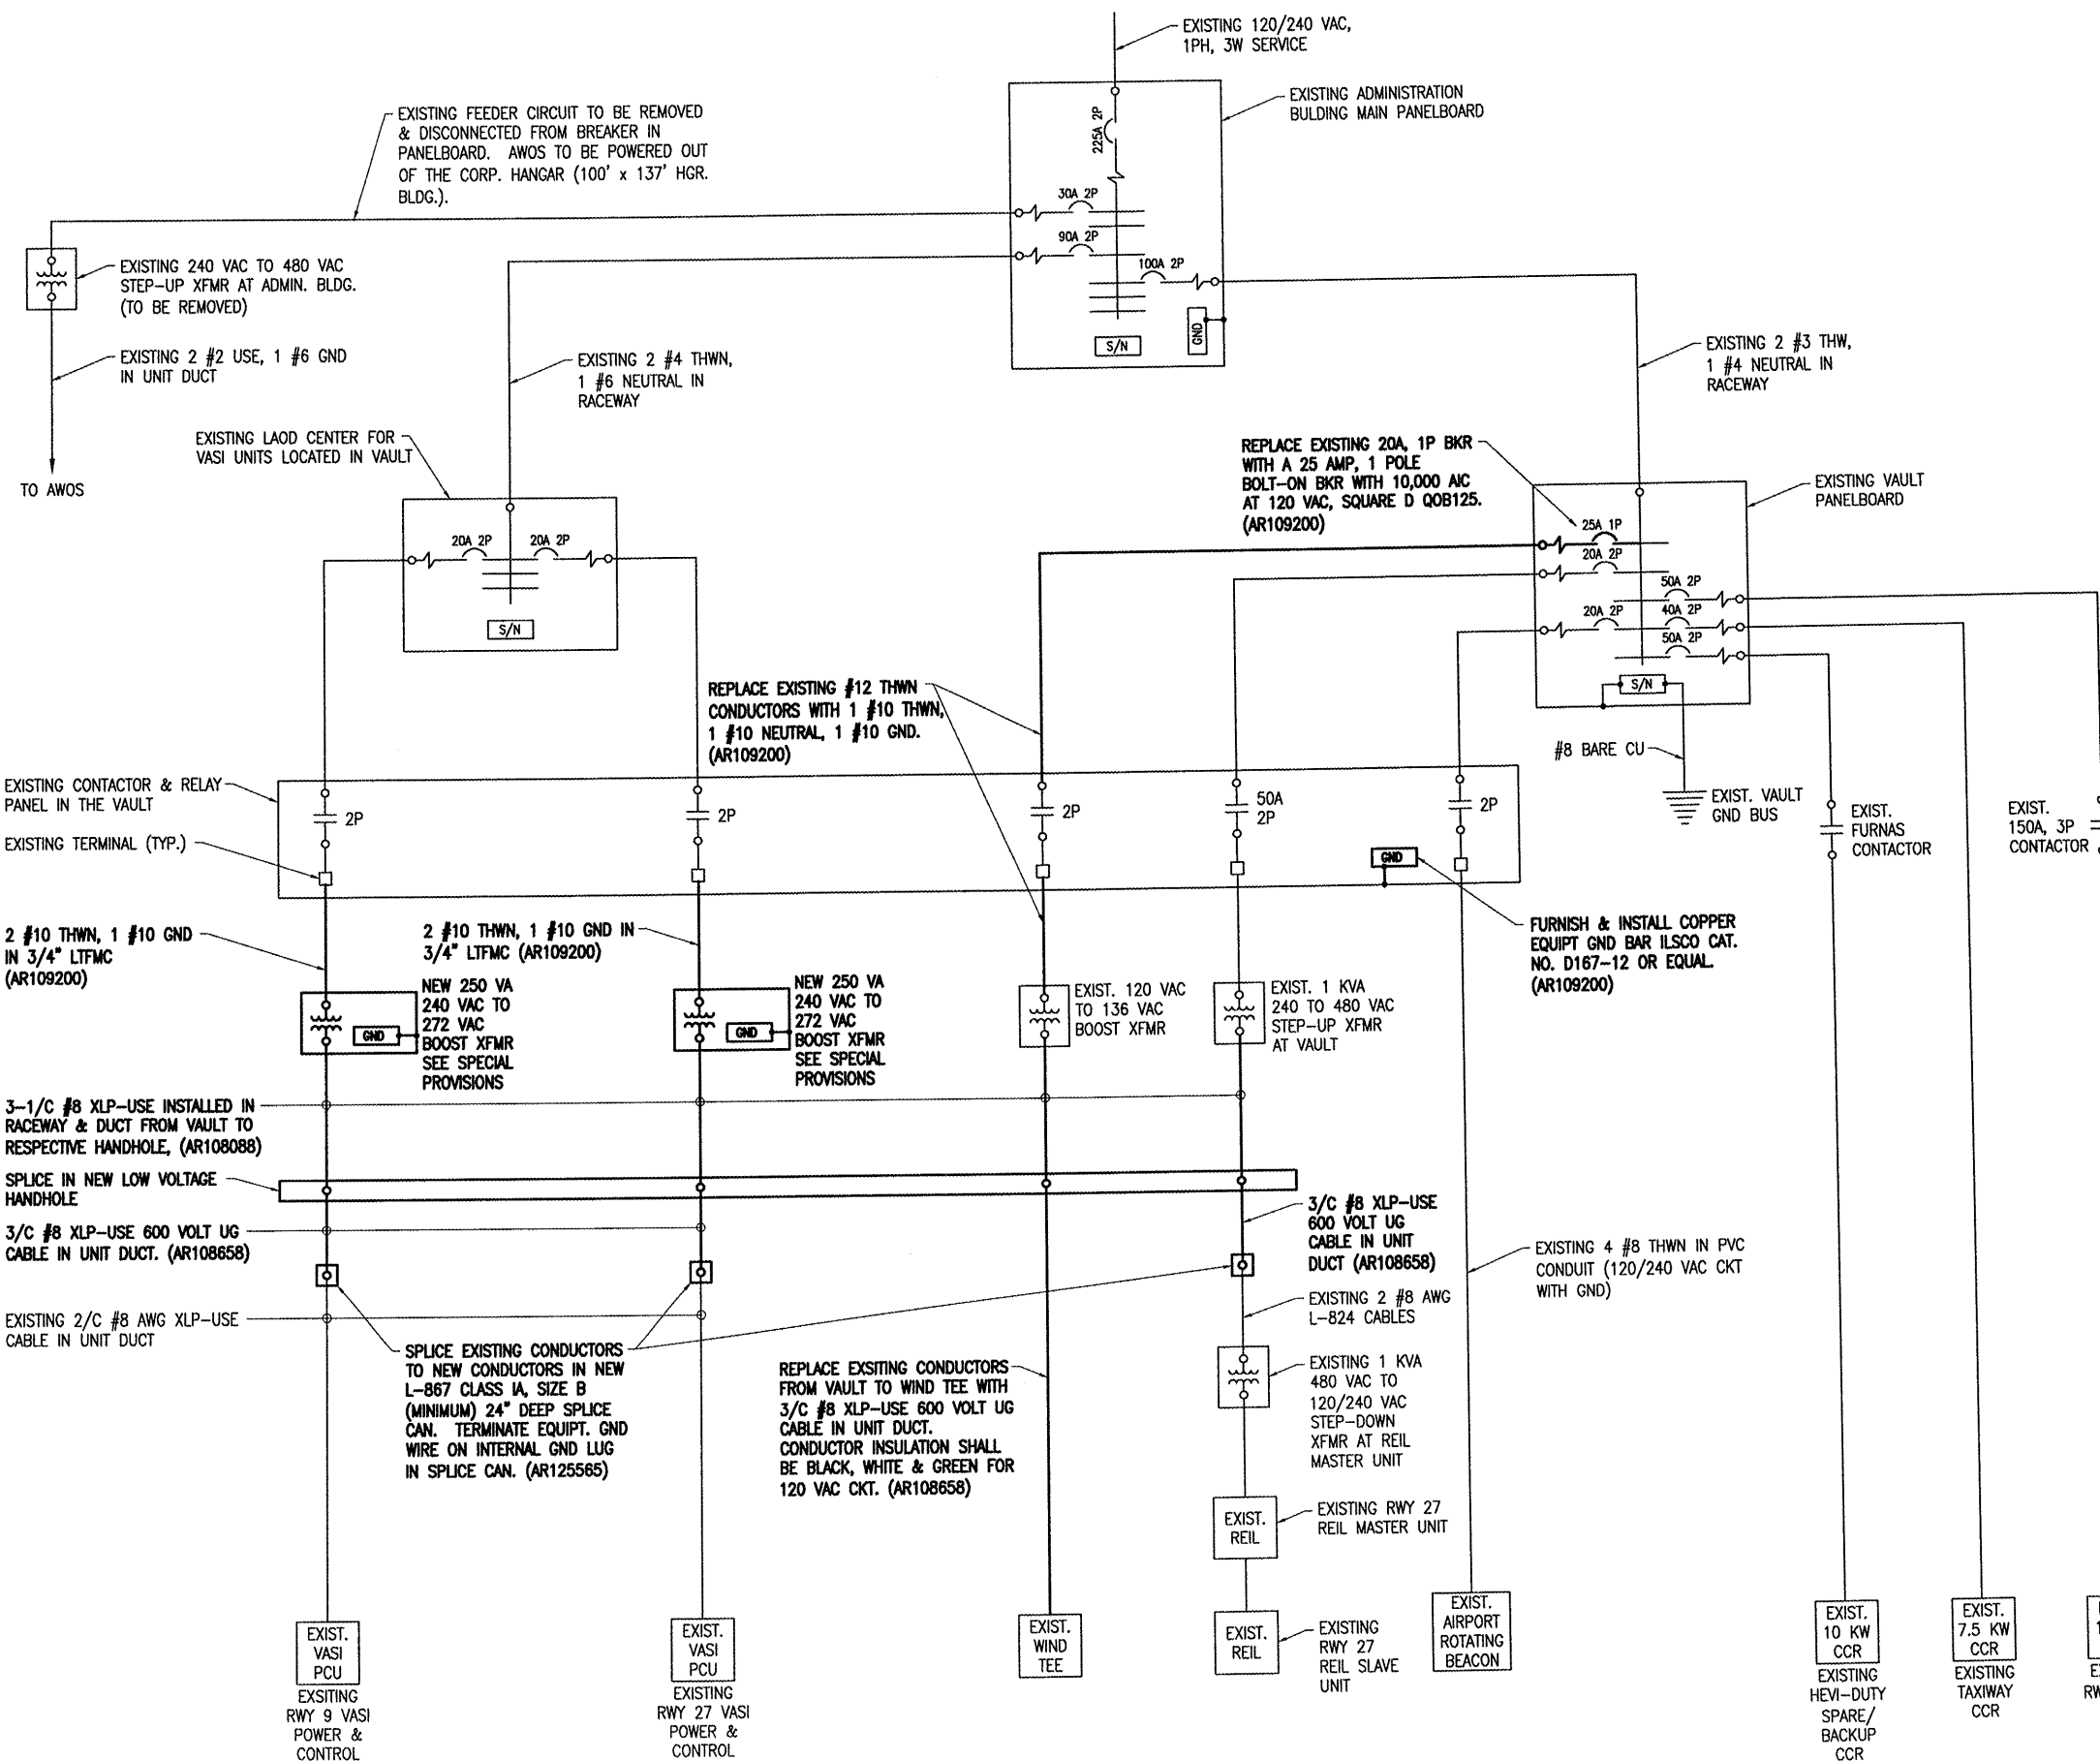 EXISTING 120/240 VAC,
1PH, 3W SERVICE
EXISTING ADMINISTRATION
BULDING MAIN PANELBOARD
EXISTING FEEDER CIRCUIT TO BE REMOVED
& DISCONNECTED FROM BREAKER IN
PANELBOARD. AWOS TO BE POWERED OUT
OF THE CORP. HANGAR (100' x 137' HGR.
BLDG.).
225A 2P
30A 2P
90A 2P
100A 2P
S/N
GND
EXISTING 240 VAC TO 480 VAC
STEP-UP XFMR AT ADMIN. BLDG.
(TO BE REMOVED)
EXISTING 2 #2 USE, 1 #6 GND
IN UNIT DUCT
TO AWOS
EXISTING 2 #4 THWN,
1 #6 NEUTRAL IN
RACEWAY
EXISTING 2 #3 THW,
1 #4 NEUTRAL IN
RACEWAY
EXISTING LAOD CENTER FOR
VASI UNITS LOCATED IN VAULT
20A 2P
20A 2P
S/N
REPLACE EXISTING 20A, 1P BKR
WITH A 25 AMP, 1 POLE
BOLT-ON BKR WITH 10,000 AIC
AT 120 VAC, SQUARE D QOB125.
(AR109200)
EXISTING VAULT
PANELBOARD
25A 1P
20A 2P
50A 2P
20A 2P
40A 2P
50A 2P
S/N
REPLACE EXISTING #12 THWN
CONDUCTORS WITH 1 #10 THWN,
1 #10 NEUTRAL, 1 #10 GND.
(AR109200)
#8 BARE CU
EXIST. VAULT
GND BUS
EXISTING CONTACTOR & RELAY
PANEL IN THE VAULT
EXISTING TERMINAL (TYP.)
2P
2P
2P
50A
2P
2P
GND
EXIST.
FURNAS
CONTACTOR
EXIST.
150A, 3P
CONTACTOR
2 #10 THWN, 1 #10 GND
IN 3/4" LTFMC
(AR109200)
2 #10 THWN, 1 #10 GND IN
3/4" LTFMC (AR109200)
FURNISH & INSTALL COPPER
EQUIPT GND BAR ILSCO CAT.
NO. D167-12 OR EQUAL.
(AR109200)
NEW 250 VA
240 VAC TO
272 VAC
BOOST XFMR
SEE SPECIAL
PROVISIONS
GND
NEW 250 VA
240 VAC TO
272 VAC
BOOST XFMR
SEE SPECIAL
PROVISIONS
GND
EXIST. 120 VAC
TO 136 VAC
BOOST XFMR
EXIST. 1 KVA
240 TO 480 VAC
STEP-UP XFMR
AT VAULT
3-1/C #8 XLP-USE INSTALLED IN
RACEWAY & DUCT FROM VAULT TO
RESPECTIVE HANDHOLE, (AR108088)
SPLICE IN NEW LOW VOLTAGE
HANDHOLE
3/C #8 XLP-USE 600 VOLT UG
CABLE IN UNIT DUCT. (AR108658)
3/C #8 XLP-USE
600 VOLT UG
CABLE IN UNIT
DUCT (AR108658)
EXISTING 4 #8 THWN IN PVC
CONDUIT (120/240 VAC CKT
WITH GND)
EXISTING 2/C #8 AWG XLP-USE
CABLE IN UNIT DUCT
EXISTING 2 #8 AWG
L-824 CABLES
SPLICE EXISTING CONDUCTORS
TO NEW CONDUCTORS IN NEW
L-867 CLASS IA, SIZE B
(MINIMUM) 24" DEEP SPLICE
CAN. TERMINATE EQUIPT. GND
WIRE ON INTERNAL GND LUG
IN SPLICE CAN. (AR125565)
REPLACE EXSITING CONDUCTORS
FROM VAULT TO WIND TEE WITH
3/C #8 XLP-USE 600 VOLT UG
CABLE IN UNIT DUCT.
CONDUCTOR INSULATION SHALL
BE BLACK, WHITE & GREEN FOR
120 VAC CKT. (AR108658)
EXISTING 1 KVA
480 VAC TO
120/240 VAC
STEP-DOWN
XFMR AT REIL
MASTER UNIT
EXIST.
REIL
EXISTING RWY 27
REIL MASTER UNIT
EXIST.
VASI
PCU
EXSITING
RWY 9 VASI
POWER &
CONTROL
EXIST.
VASI
PCU
EXISTING
RWY 27 VASI
POWER &
CONTROL
EXIST.
WIND
TEE
EXIST.
REIL
EXISTING
RWY 27
REIL SLAVE
UNIT
EXIST.
AIRPORT
ROTATING
BEACON
EXIST.
10 KW
CCR
EXISTING
HEVI-DUTY
SPARE/
BACKUP
CCR
EXIST.
7.5 KW
CCR
EXISTING
TAXIWAY
CCR